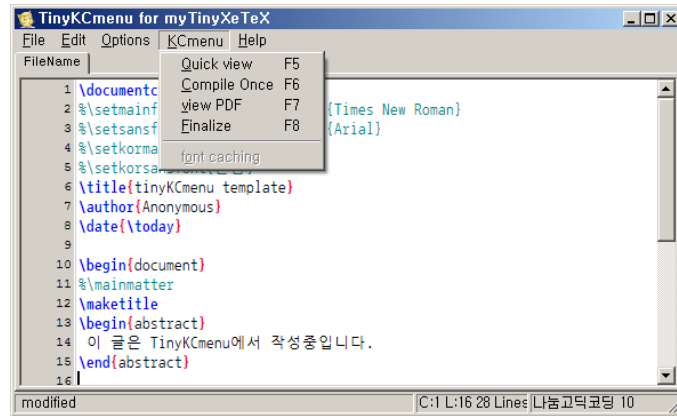 TinyKCmenu for myTinyXeTeX
File Edit Options KCmenu Help
FileName
Quick view F5
Compile Once F6
view PDF F7
Finalize F8
font caching
1 \documentc
2 %\setmainf {Times New Roman}
3 %\setsansf {Arial}
4 %\setkorma
5 %\setkorsansfont{돋움}
6 \title{tinyKCmenu template}
7 \author{Anonymous}
8 \date{\today}
9
10 \begin{document}
11 %\mainmatter
12 \maketitle
13 \begin{abstract}
14 이 글은 TinyKCmenu에서 작성중입니다.
15 \end{abstract}
16
modified C:1 L:16 28 Lines 나눔고딕코딩 10